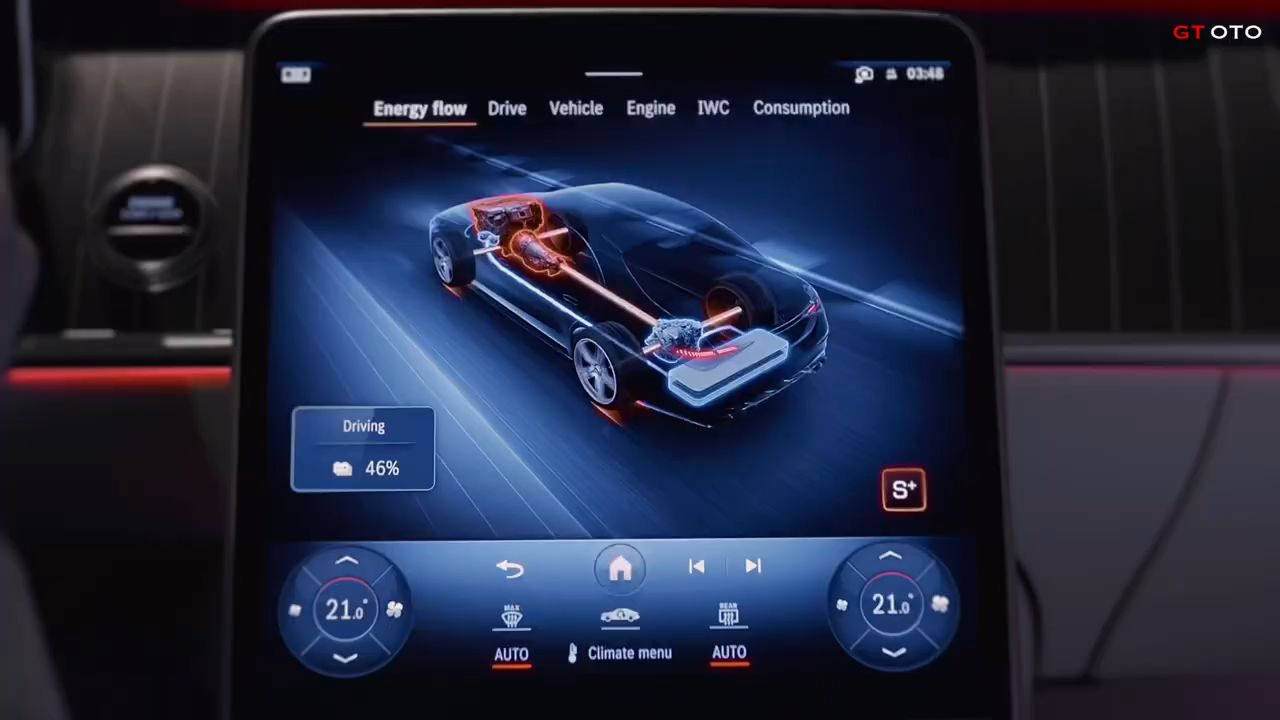 GT OTO
03:48
Energy flow Drive Vehicle Engine IWC Consumption
Driving
46%
S+
21.0° 21.0°
MAX REAR
AUTO Climate menu AUTO